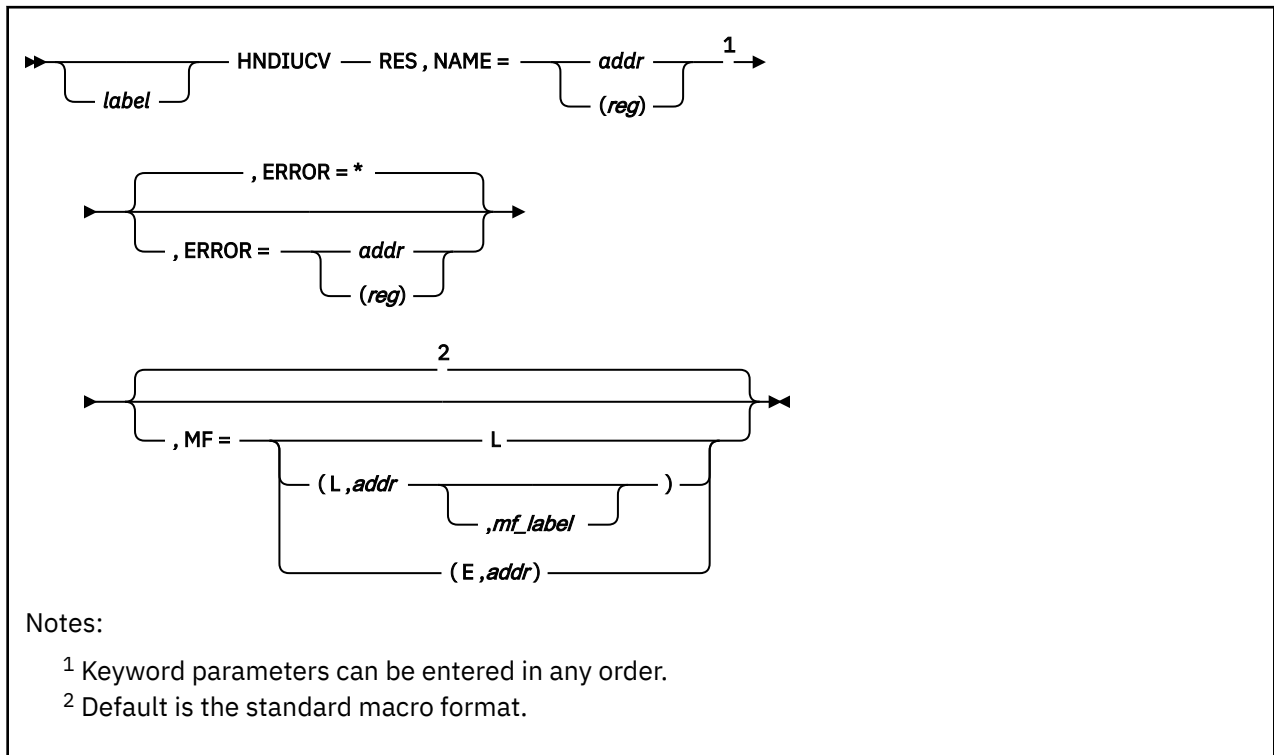 HNDIUCV RES , NAME = addr 1
label (reg)
, ERROR = *
, ERROR = addr
(reg)
2
, MF = L
( L ,addr )
,mf_label
( E ,addr)
Notes:
1 Keyword parameters can be entered in any order.
2 Default is the standard macro format.